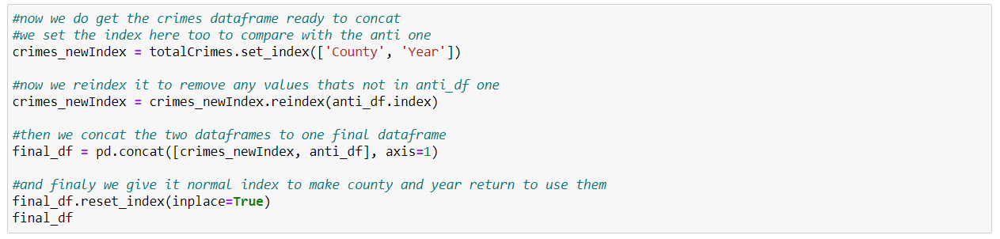 #now we do get the crimes dataframe ready to concat
#we set the index here too to compare with the anti one
crimes_newIndex = totalCrimes.set_index(['County', 'Year'])
#now we reindex it to remove any values thats not in anti_df one
crimes_newIndex = crimes_newIndex.reindex(anti_df.index)
#then we concat the two dataframes to one final dataframe
final_df = pd.concat([crimes_newIndex, anti_df], axis=1)
#and finaly we give it normal index to make county and year return to use them
final_df.reset_index(inplace=True)
final_df